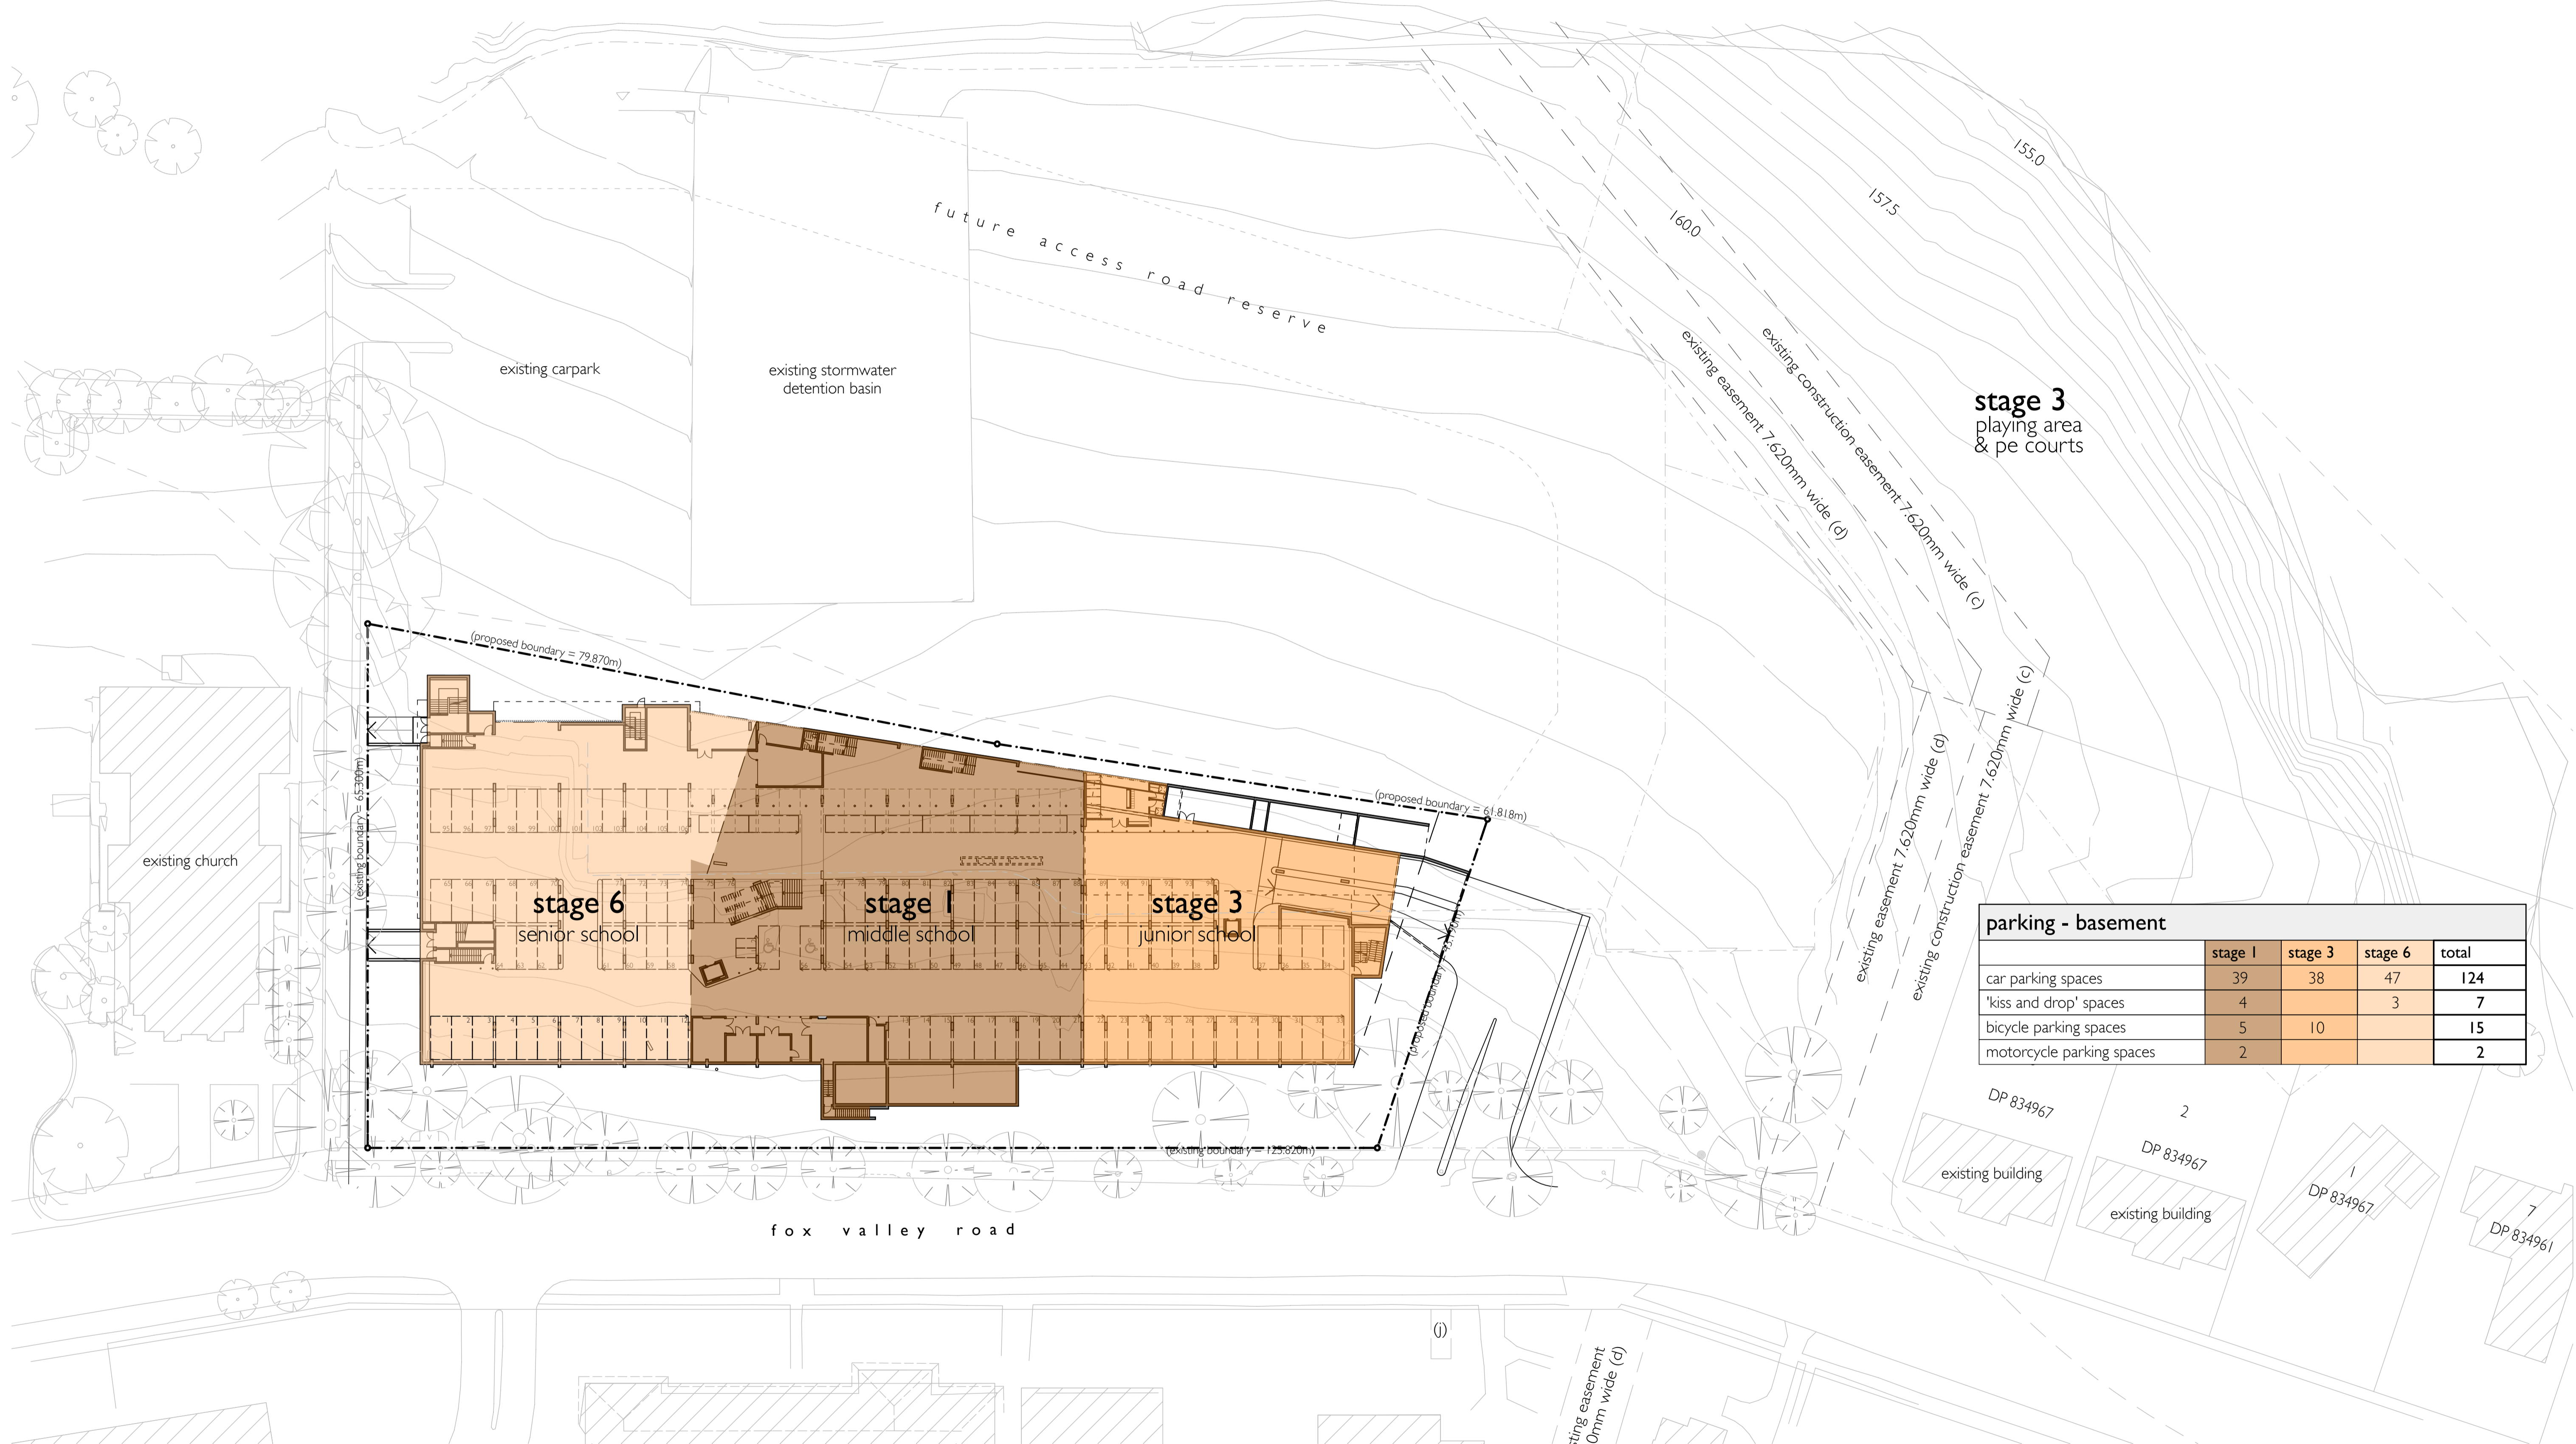 155.0
157.5
160.0
future access road reserve
existing carpark
existing stormwater
detention basin
existing easement 7.620mm wide (d)
existing construction easement 7.620mm wide (c)
stage 3
playing area
& pe courts
(proposed boundary = 79.870m)
existing easement 7.620mm wide (d)
existing construction easement 7.620mm wide (c)
(existing boundary = 65.300m)
(proposed boundary = 61.818m)
existing church
stage 6
senior school
stage 1
middle school
stage 3
junior school
parking - basement
stage 1 stage 3 stage 6 total
car parking spaces 39 38 47 124
'kiss and drop' spaces 4 3 7
bicycle parking spaces 5 10 15
motorcycle parking spaces 2 2
DP 834967
2
DP 834967
existing building
existing building
1
DP 834967
7
DP 834961
(existing boundary = 125.820m)
fox valley road
(j)
sting easement
0mm wide (d)